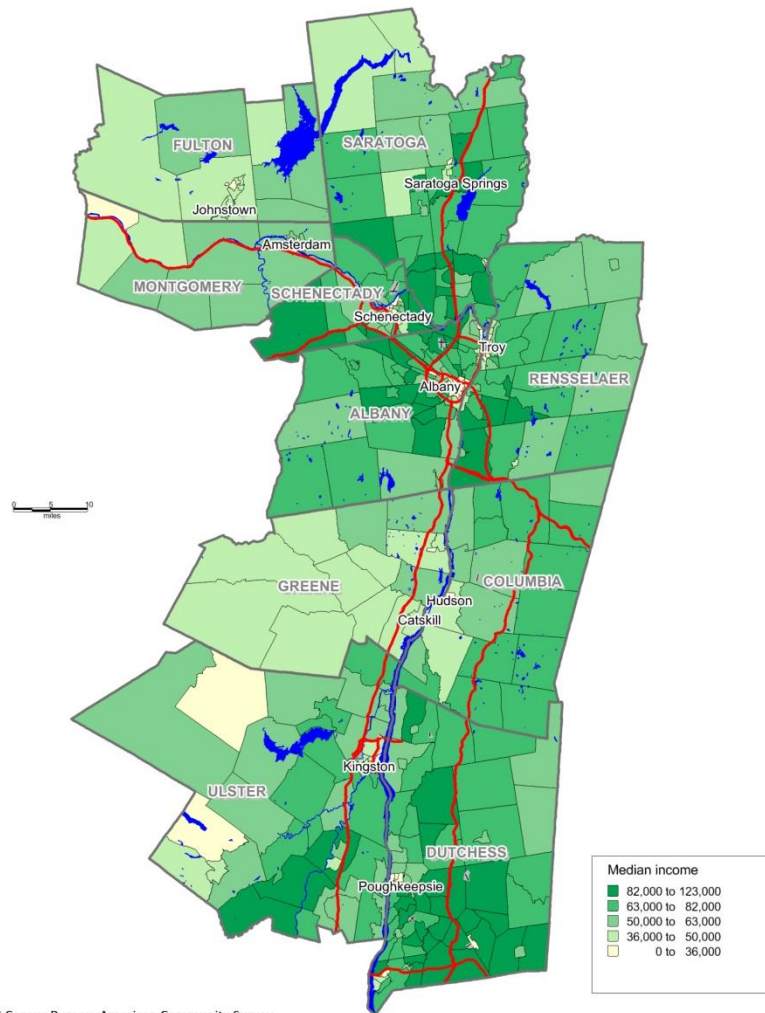 FULTON
SARATOGA
Saratoga Springs
Johnstown
Amsterdam
MONTGOMERY
SCHENECTADY
Schenectady
Troy
RENSSELAER
Albany
ALBANY
0 5 10
miles
GREENE
COLUMBIA
Hudson
Catskill
Kingston
ULSTER
DUTCHESS
Poughkeepsie
Median income
82,000 to 123,000
63,000 to 82,000
50,000 to 63,000
36,000 to 50,000
0 to 36,000